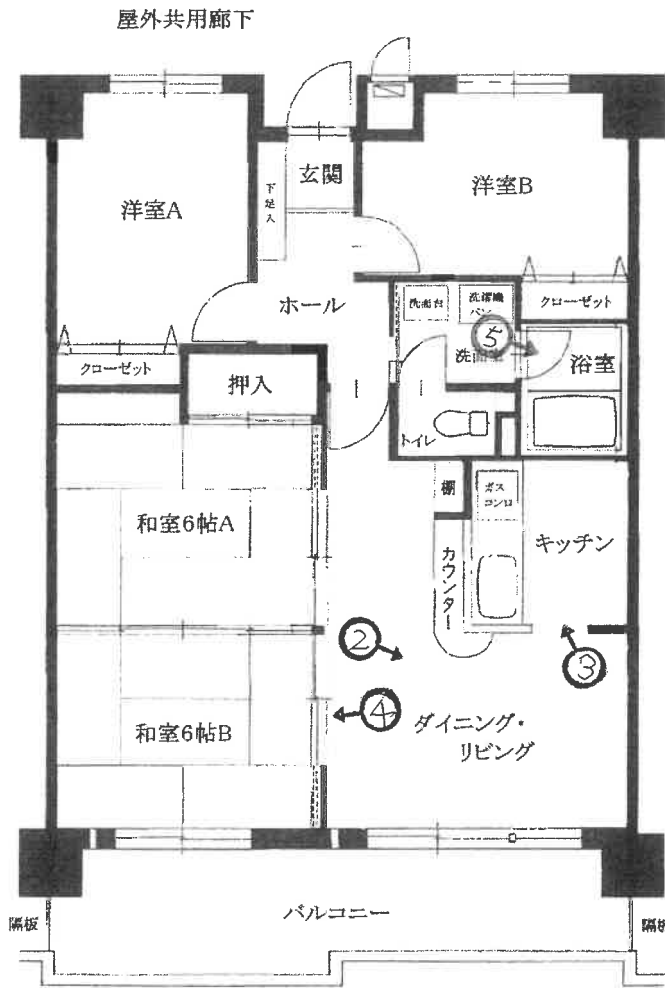 屋外共用廊下
玄関
下足入
洋室A
洋室B
ホール
洗面台
洗濯機
パン
クローゼット
⑤
洗面室
浴室
クローゼット
押入
トイレ
棚
ガス
コンロ
和室6帖A
キッチン
カウンター
②
③
④
和室6帖B
ダイニング・
リビング
バルコニー
隔板
隔板